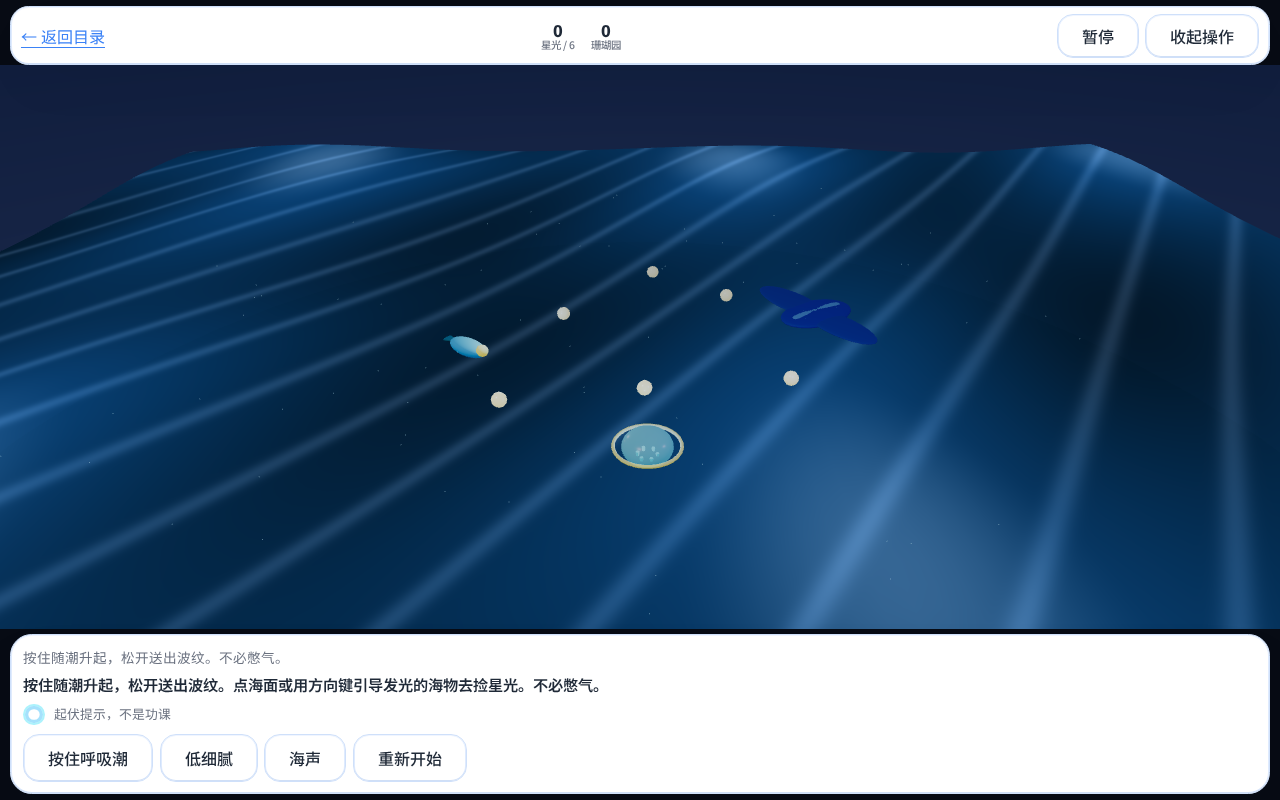 ← 返回目录
0
星光 / 6
0
珊瑚园
暂停
收起操作
按住随潮升起，松开送出波纹。不必憋气。
按住随潮升起，松开送出波纹。点海面或用方向键引导发光的海物去捡星光。不必憋气。
起伏提示，不是功课
按住呼吸潮
低细腻
海声
重新开始